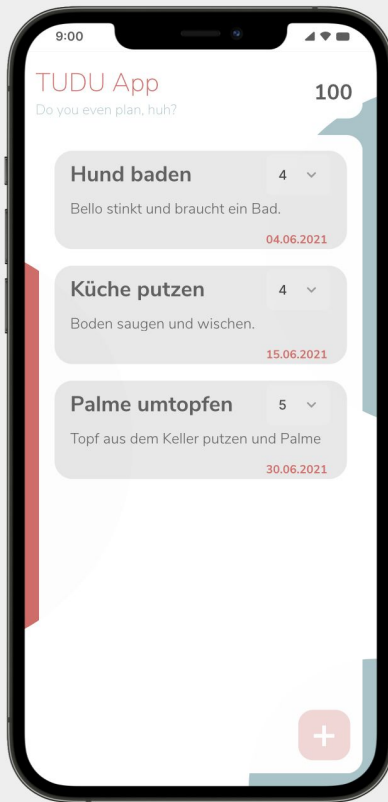 9:00
TUDU App
100
Do you even plan, huh?
Hund baden
4
Bello stinkt und braucht ein Bad.
04.06.2021
Küche putzen
4
Boden saugen und wischen.
15.06.2021
Palme umtopfen
5
Topf aus dem Keller putzen und Palme
30.06.2021
+